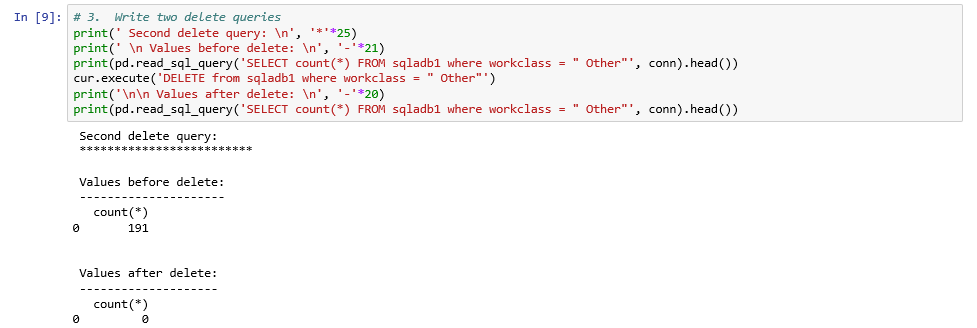 In [9]: # 3.  Write two delete queries
print(' Second delete query: \n', '*'*25)
print(' \n Values before delete: \n', '-'*21)
print(pd.read_sql_query('SELECT count(*) FROM sqladb1 where workclass = " Other"', conn).head())
cur.execute('DELETE from sqladb1 where workclass = " Other"')
print('\n\n Values after delete: \n', '-'*20)
print(pd.read_sql_query('SELECT count(*) FROM sqladb1 where workclass = " Other"', conn).head())
Second delete query:
*************************
Values before delete:
---------------------
count(*)
0       191
Values after delete:
--------------------
count(*)
0         0